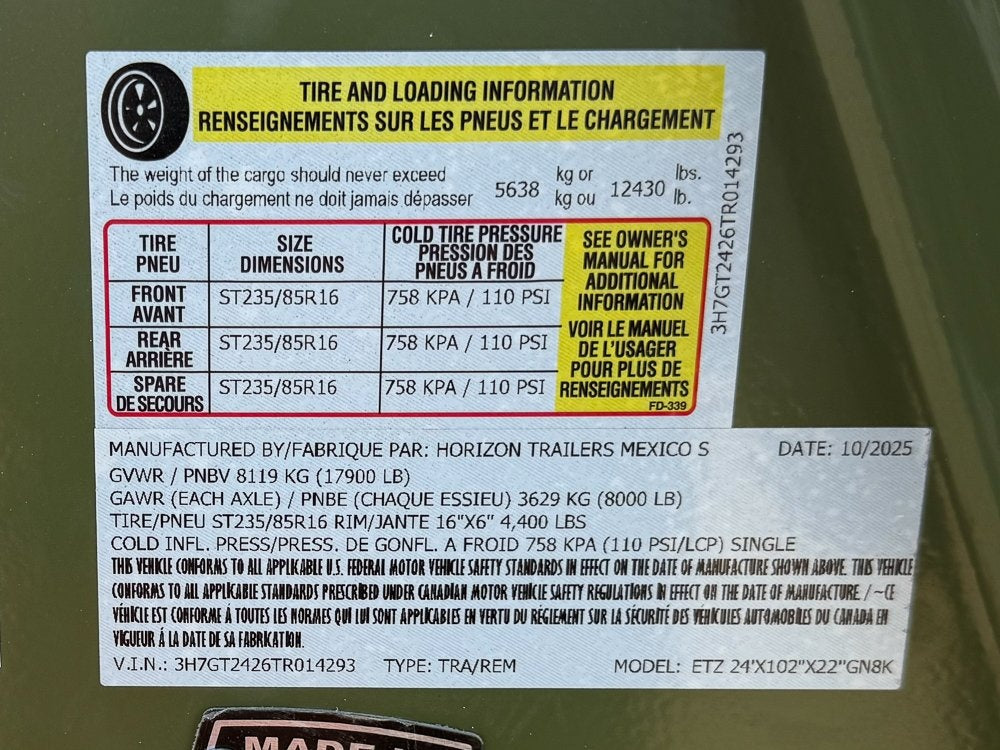 TIRE AND LOADING INFORMATION
RENSEIGNEMENTS SUR LES PNEUS ET LE CHARGEMENT
The weight of the cargo should never exceed 5638 kg or 12430 lbs.
Le poids du chargement ne doit jamais dépasser kg ou lb.
3H7GT2426TR014293
TIRE PNEU SIZE DIMENSIONS COLD TIRE PRESSURE PRESSION DES PNEUS A FROID
FRONT AVANT ST235/85R16 758 KPA / 110 PSI
REAR ARRIÈRE ST235/85R16 758 KPA / 110 PSI
SPARE DE SECOURS ST235/85R16 758 KPA / 110 PSI
SEE OWNER'S
MANUAL FOR
ADDITIONAL
INFORMATION
VOIR LE MANUEL
DE L'USAGER
POUR PLUS DE
RENSEIGNEMENTS
FD-339
MANUFACTURED BY/FABRIQUE PAR: HORIZON TRAILERS MEXICO S DATE: 10/2025
GVWR / PNBV 8119 KG (17900 LB)
GAWR (EACH AXLE) / PNBE (CHAQUE ESSIEU) 3629 KG (8000 LB)
TIRE/PNEU ST235/85R16 RIM/JANTE 16"X6" 4,400 LBS
COLD INFL. PRESS/PRESS. DE GONFL. A FROID 758 KPA (110 PSI/LCP) SINGLE
THIS VEHICLE CONFORMS TO ALL APPLICABLE U.S. FEDERAL MOTOR VEHICLE SAFETY STANDARDS IN EFFECT ON THE DATE OF MANUFACTURE SHOWN ABOVE. THIS VEHICLE
CONFORMS TO ALL APPLICABLE STANDARDS PRESCRIBED UNDER CANADIAN MOTOR VEHICLE SAFETY REGULATIONS IN EFFECT ON THE DATE OF MANUFACTURE. / ~CE
VÉHICLE EST CONFORME Á TOUTES LES NORMES QUI LUI SONT APPLICABLES EN VERTU DU RÉGIEMENT SUR LA SÉCURITÉ DES VÉHICULES AUTOMOBILES DU CANADA EN
VIGUEUR Á LA DATE DE SA FABRICATION.
V.I.N.: 3H7GT2426TR014293 TYPE: TRA/REM MODEL: ETZ 24'X102"X22"GN8K
MADE